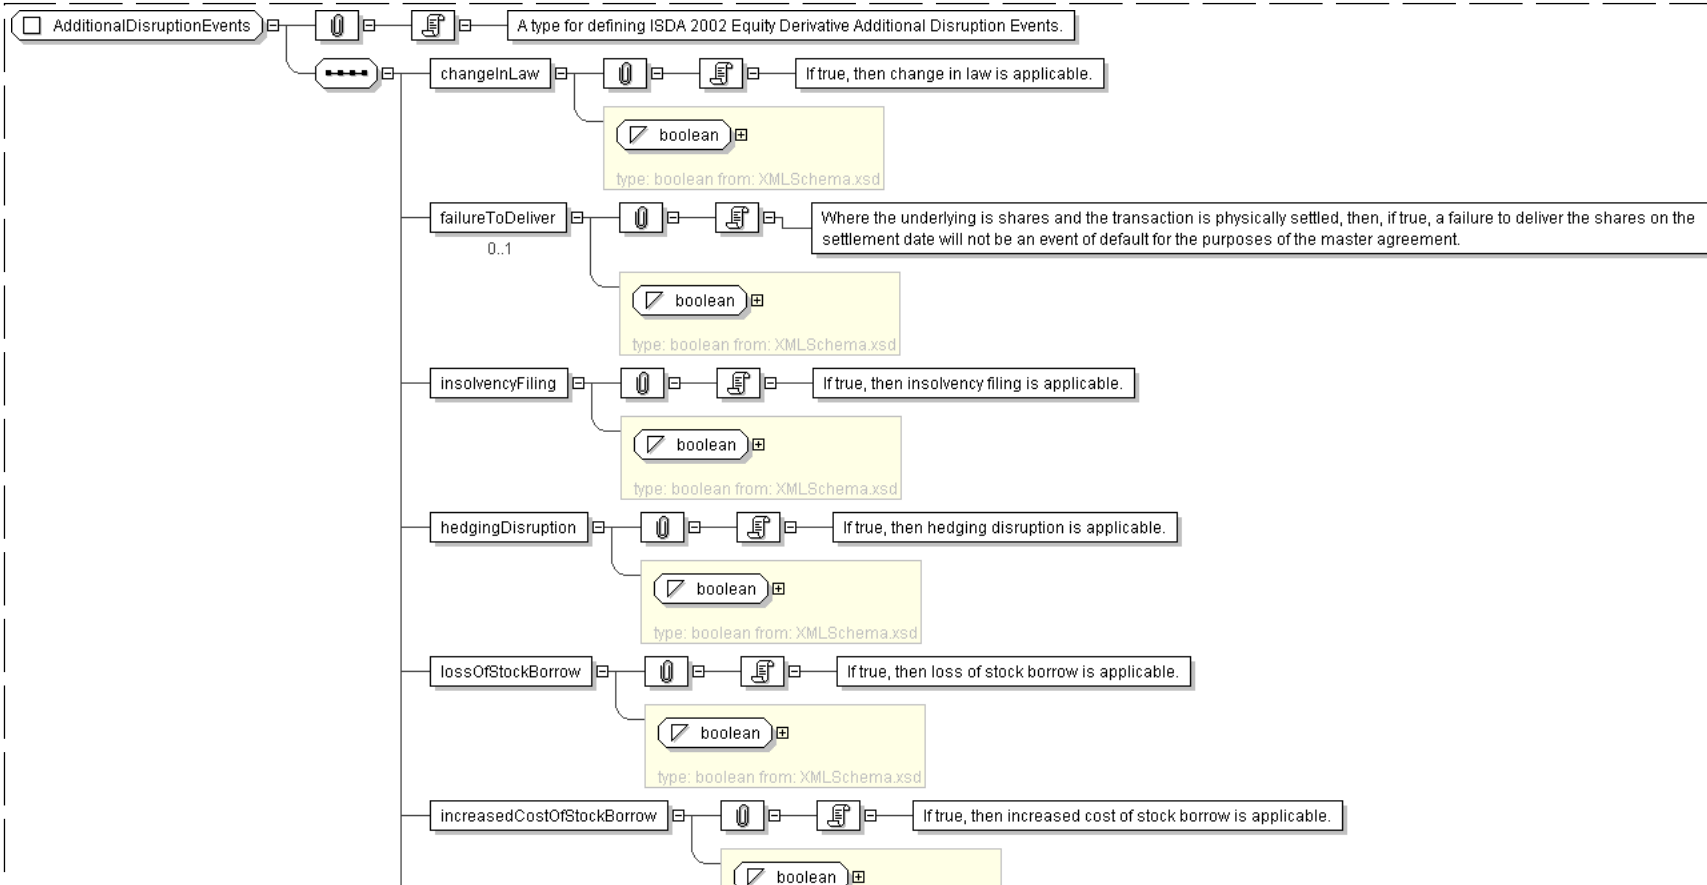 AdditionalDisruptionEvents
A type for defining ISDA 2002 Equity Derivative Additional Disruption Events.
changeInLaw
If true, then change in law is applicable.
boolean
type: boolean from: XMLSchema.xsd
failureToDeliver
0..1
Where the underlying is shares and the transaction is physically settled, then, if true, a failure to deliver the shares on the
settlement date will not be an event of default for the purposes of the master agreement.
boolean
type: boolean from: XMLSchema.xsd
insolvencyFiling
If true, then insolvency filing is applicable.
boolean
type: boolean from: XMLSchema.xsd
hedgingDisruption
If true, then hedging disruption is applicable.
boolean
type: boolean from: XMLSchema.xsd
lossOfStockBorrow
If true, then loss of stock borrow is applicable.
boolean
type: boolean from: XMLSchema.xsd
increasedCostOfStockBorrow
If true, then increased cost of stock borrow is applicable.
boolean